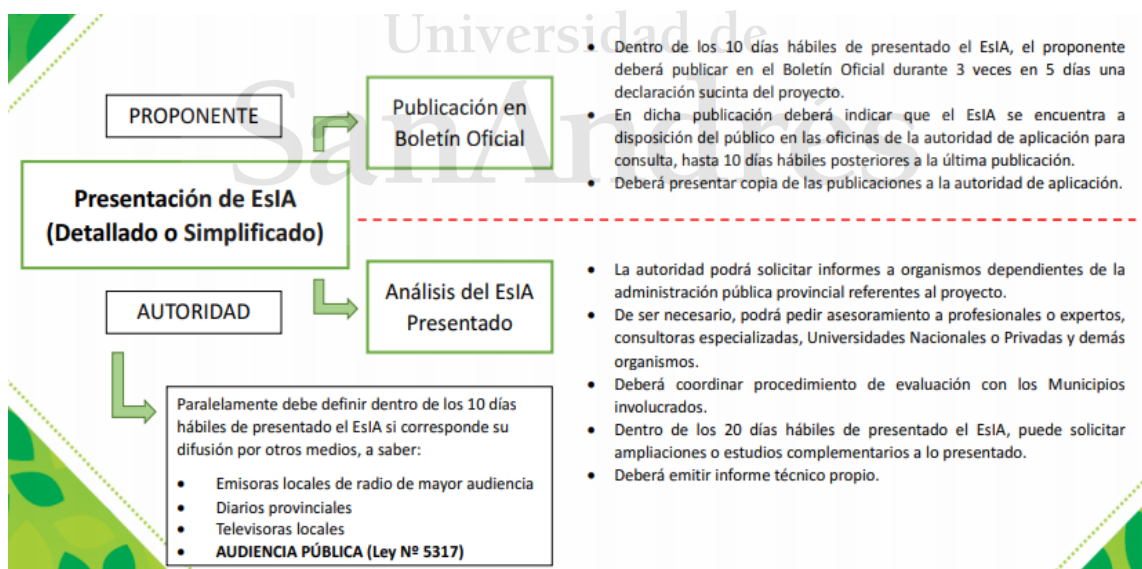 Universidad de
SanAndrés
PROPONENTE
Publicación en
Boletín Oficial
• Dentro de los 10 días hábiles de presentado el EsIA, el proponente
deberá publicar en el Boletín Oficial durante 3 veces en 5 días una
declaración sucinta del proyecto.
• En dicha publicación deberá indicar que el EsIA se encuentra a
disposición del público en las oficinas de la autoridad de aplicación para
consulta, hasta 10 días hábiles posteriores a la última publicación.
• Deberá presentar copia de las publicaciones a la autoridad de aplicación.
Presentación de EsIA
(Detallado o Simplificado)
AUTORIDAD
Análisis del EsIA
Presentado
• La autoridad podrá solicitar informes a organismos dependientes de la
administración pública provincial referentes al proyecto.
• De ser necesario, podrá pedir asesoramiento a profesionales o expertos,
consultoras especializadas, Universidades Nacionales o Privadas y demás
organismos.
• Deberá coordinar procedimiento de evaluación con los Municipios
involucrados.
• Dentro de los 20 días hábiles de presentado el EsIA, puede solicitar
ampliaciones o estudios complementarios a lo presentado.
• Deberá emitir informe técnico propio.
Paralelamente debe definir dentro de los 10 días
hábiles de presentado el EsIA si corresponde su
difusión por otros medios, a saber:
• Emisoras locales de radio de mayor audiencia
• Diarios provinciales
• Televisoras locales
• AUDIENCIA PÚBLICA (Ley Nº 5317)